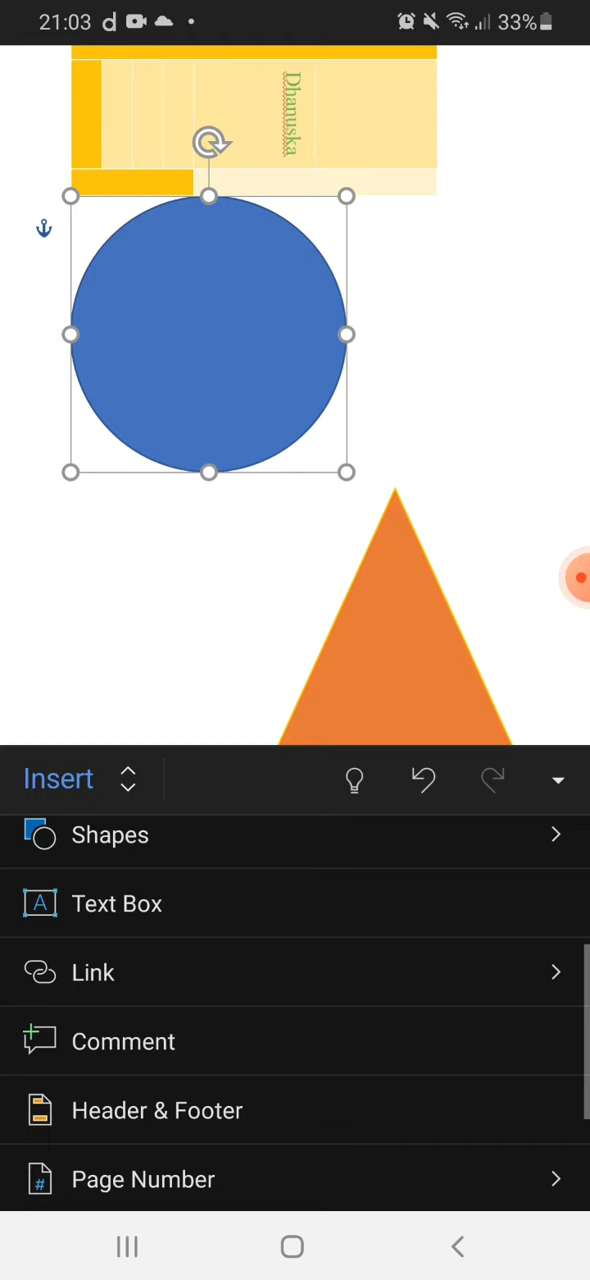 21:03 d 33%
Dhanuska
Insert
Shapes
A Text Box
Link
Comment
Header & Footer
# Page Number